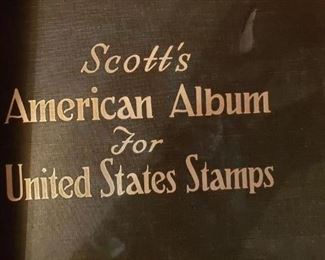 Scott's
American Album
For
United States Stamps